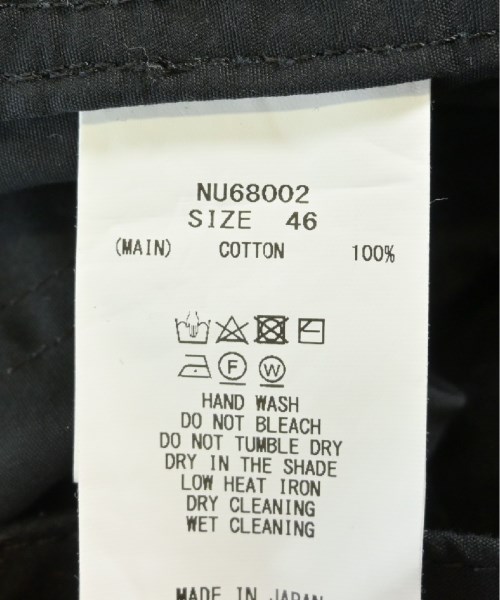 NU68002
SIZE 46
(MAIN) COTTON 100%
F W
HAND WASH
DO NOT BLEACH
DO NOT TUMBLE DRY
DRY IN THE SHADE
LOW HEAT IRON
DRY CLEANING
WET CLEANING
MADE IN JAPAN